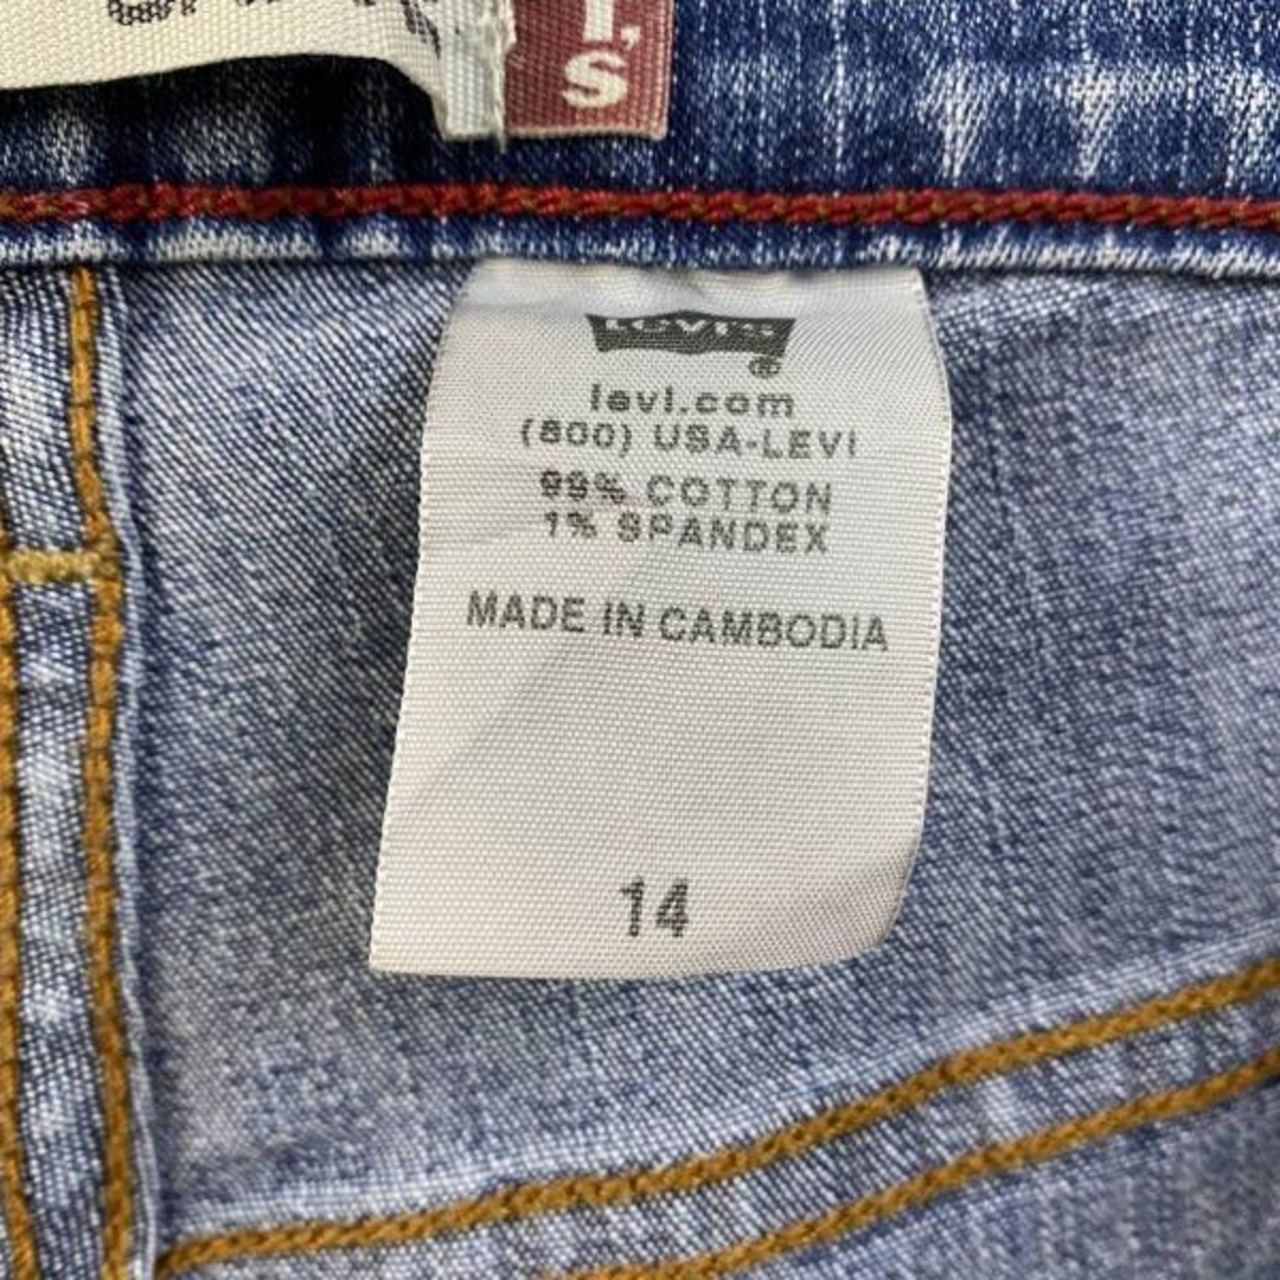 L's
LEVI'S
®
levi.com
(800) USA-LEVI
99% COTTON
1% SPANDEX
MADE IN CAMBODIA
14